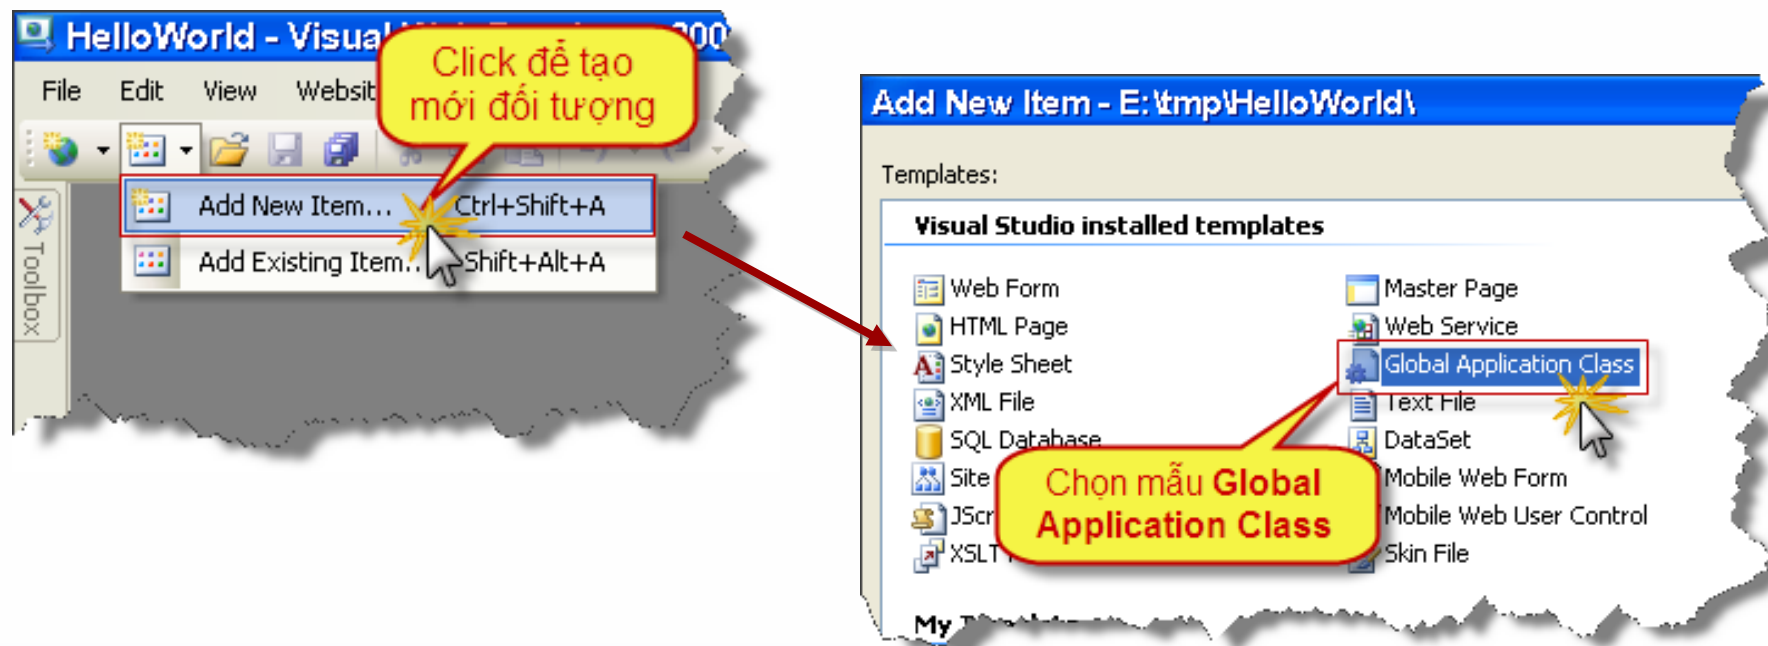 HelloWorld - Visual
Click để tạo
mới đối tượng
File Edit View
Add New Item... Ctrl+Shift+A
Add Existing Item... Shift+Alt+A
Toolbox
Add New Item - E:\tmp\HelloWorld\
Templates:
Visual Studio installed templates
Web Form Master Page
HTML Page Web Service
Style Sheet Global Application Class
XML File Text File
SQL Database DataSet
Site Mobile Web Form
Chọn mẫu Global
Application Class
Mobile Web User Control
XSLT Skin File
My